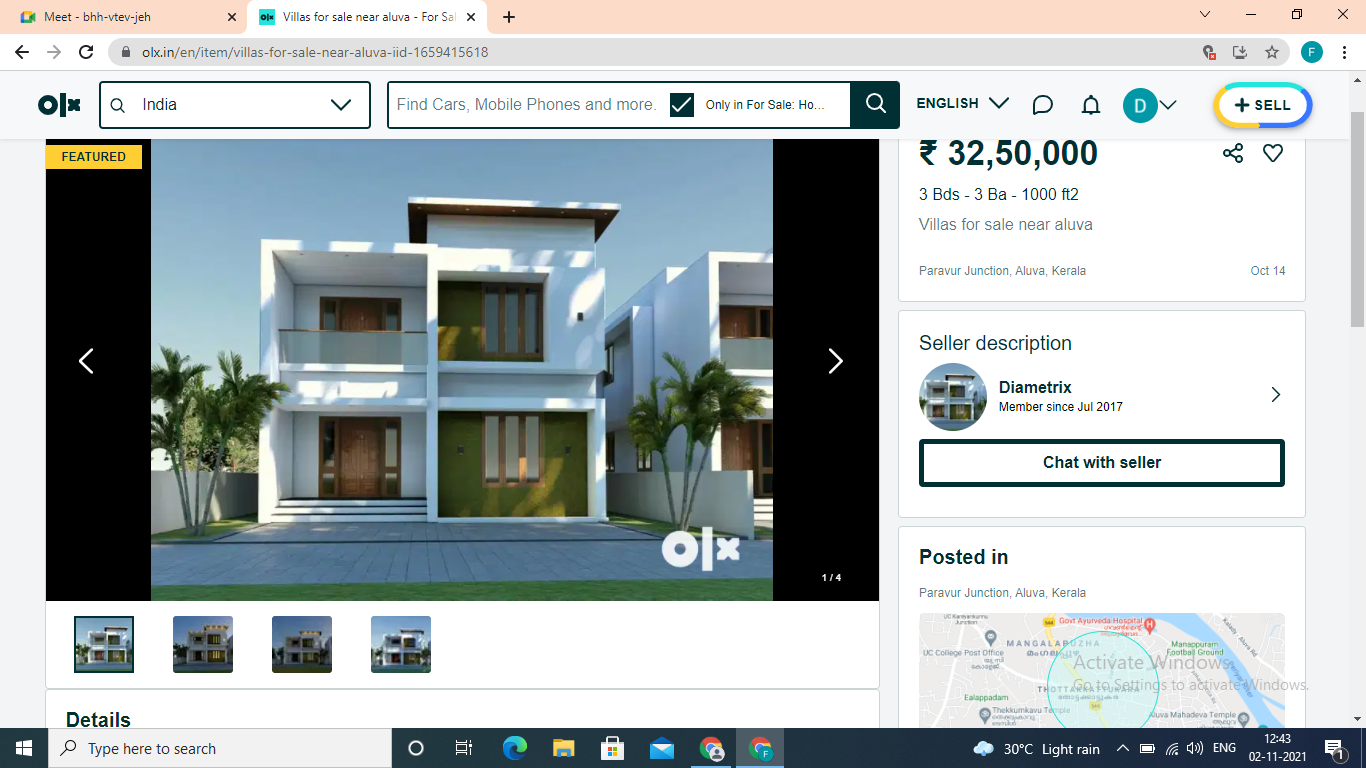 Meet - bhh-vtev-jeh
Villas for sale near aluva - For Sal
olx.in/en/item/villas-for-sale-near-aluva-iid-1659415618
F
olx
India
Find Cars, Mobile Phones and more.
Only in For Sale: Ho...
ENGLISH
D
+ SELL
FEATURED
olx
1 / 4
Details
₹ 32,50,000
3 Bds - 3 Ba - 1000 ft2
Villas for sale near aluva
Paravur Junction, Aluva, Kerala
Oct 14
Seller description
Diametrix
Member since Jul 2017
Chat with seller
Posted in
Paravur Junction, Aluva, Kerala
Junction
Govt Ayurveda Hospital
H
MANGALAPUZHA
UC College Post Office
Manappuram
Football Ground
THOTTAKKATTUKARA
Ealappadam
Thekkumkavu Temple
Aluva Mahadeva Temple
Activate Windows
Go to Settings to activate Windows.
Type here to search
F
30°C Light rain
ENG
12:43
02-11-2021
1